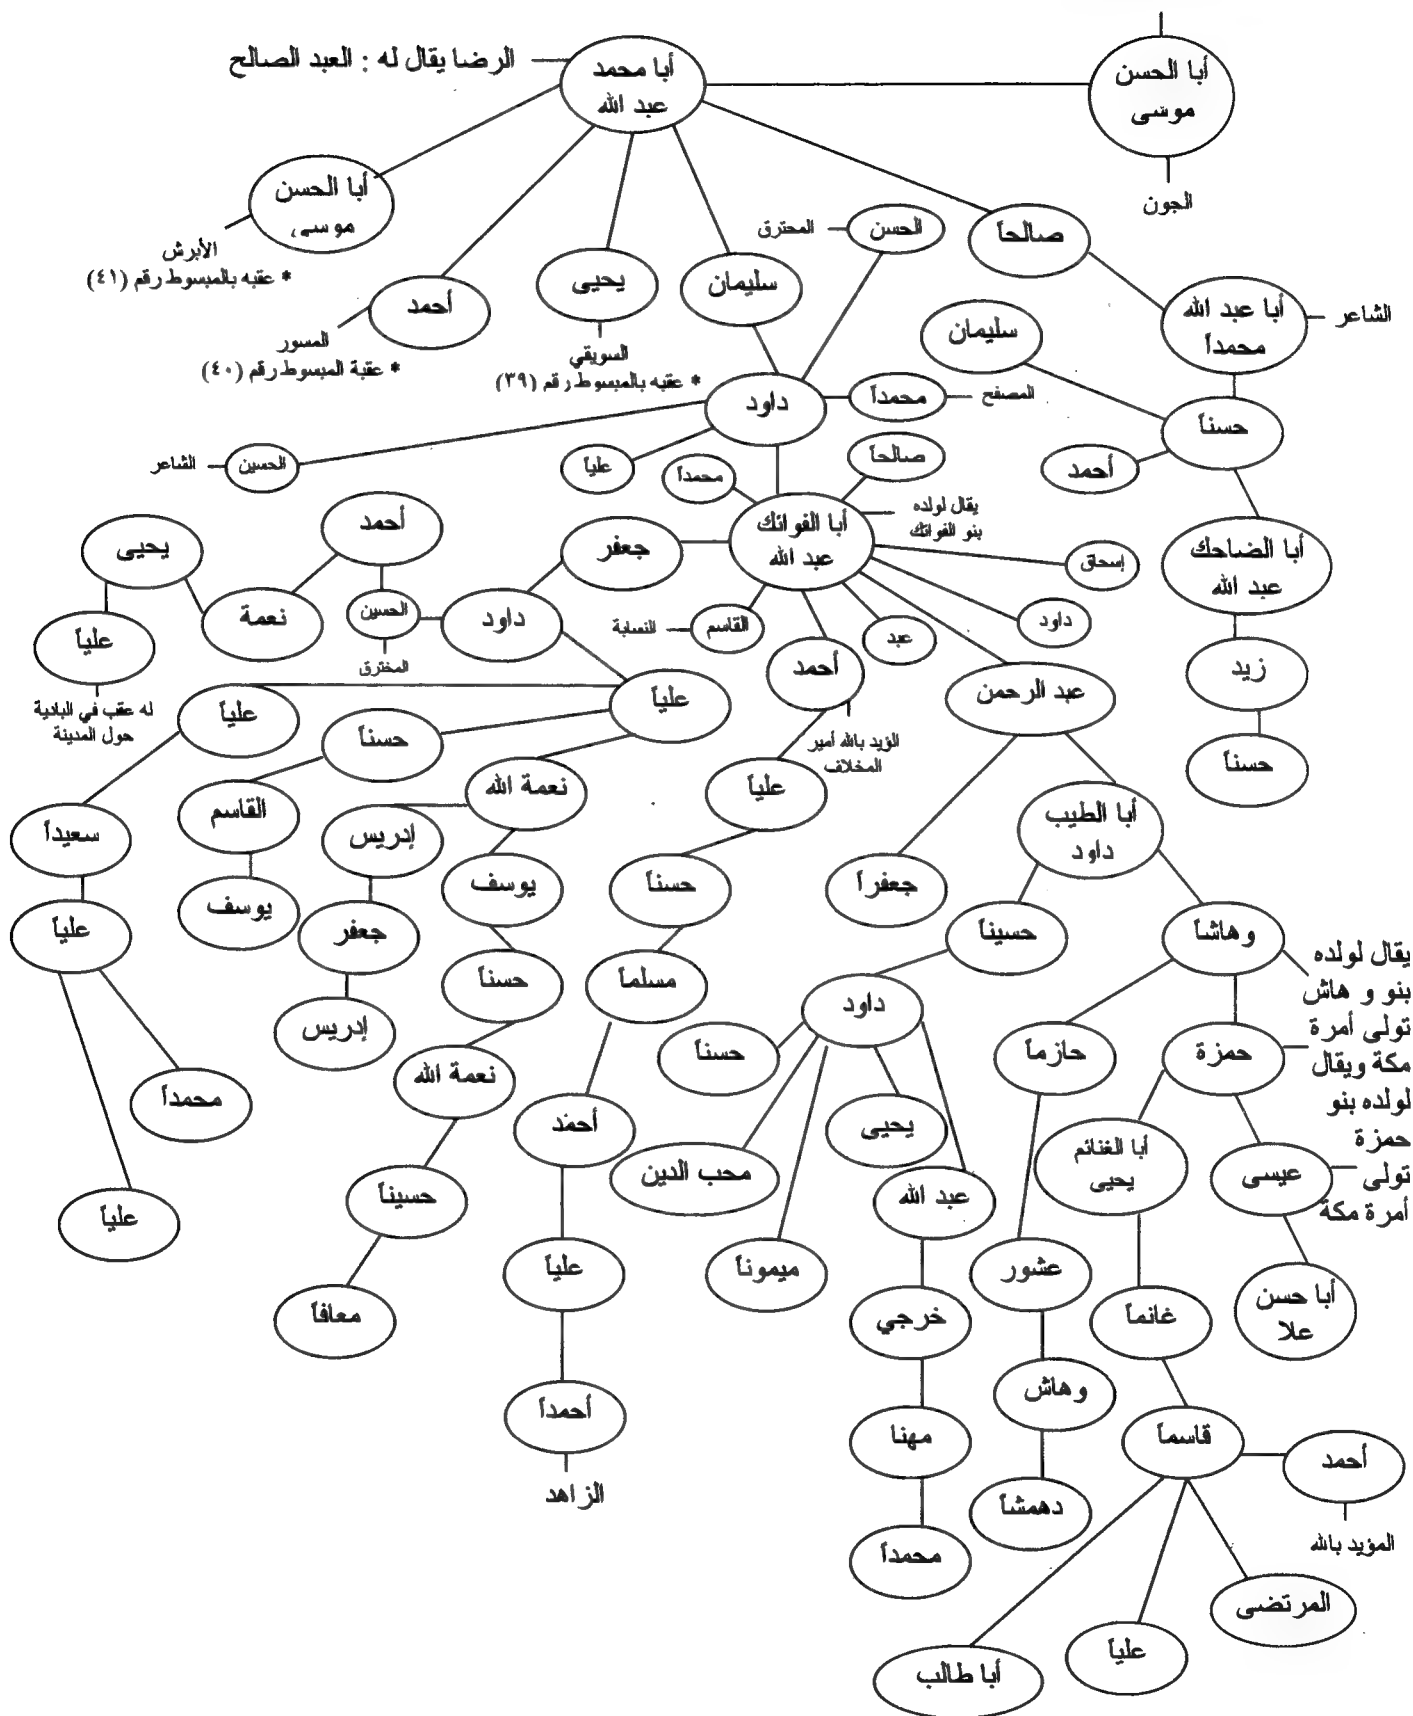 الرضا يقال له : العبد الصالح
أبا محمد
عبد الله
أبا الحسن
موسى
الجون
أبا الحسن
موسى
الأبرش
* عقبه بالمبسوط رقم (٤١)
أحمد
المسور
* عقبة المبسوط رقم (٤٠)
يحيى
السويقي
* عقبه بالمبسوط رقم (٣٩)
سليمان
المحترق
الحسن
صالحاً
أبا عبد الله
محمداً
الشاعر
سليمان
داود
محمداً
المصفح
حسناً
أحمد
الشاعر
الحسين
علياً
محمداً
صالحاً
يقال لولده
بنو الفواتك
أبا الفواتك
عبد الله
إسحاق
أبا الضاحك
عبد الله
جعفر
أحمد
يحيى
نعمة
الحسين
المخترق
داود
النسابة
القاسم
أحمد
عبد
داود
زيد
علياً
له عقب في البادية
حول المدينة
علياً
حسناً
علياً
المؤيد بالله أمير
المخلاف
عبد الرحمن
حسناً
سعيداً
القاسم
إدريس
نعمة الله
علياً
أبا الطيب
داود
علياً
يوسف
جعفر
يوسف
حسناً
جعفراً
حسيناً
وهاشا
يقال لولده
بنو و هاش
تولى أمرة
مكة ويقال
لولده بنو
حمزة
تولى
أمرة مكة
إدريس
حسناً
مسلماً
داود
حسناً
حازماً
حمزة
محمداً
نعمة الله
أحمد
محب الدين
يحيى
أبا الغنائم
يحيى
عيسى
علياً
حسيناً
عبد الله
معافاً
علياً
ميموناً
خرجي
عشور
غانماً
أبا حسن
علا
أحمداً
الزاهد
مهنا
وهاش
قاسماً
أحمد
المؤيد بالله
محمداً
دهمشاً
المرتضى
علياً
أبا طالب